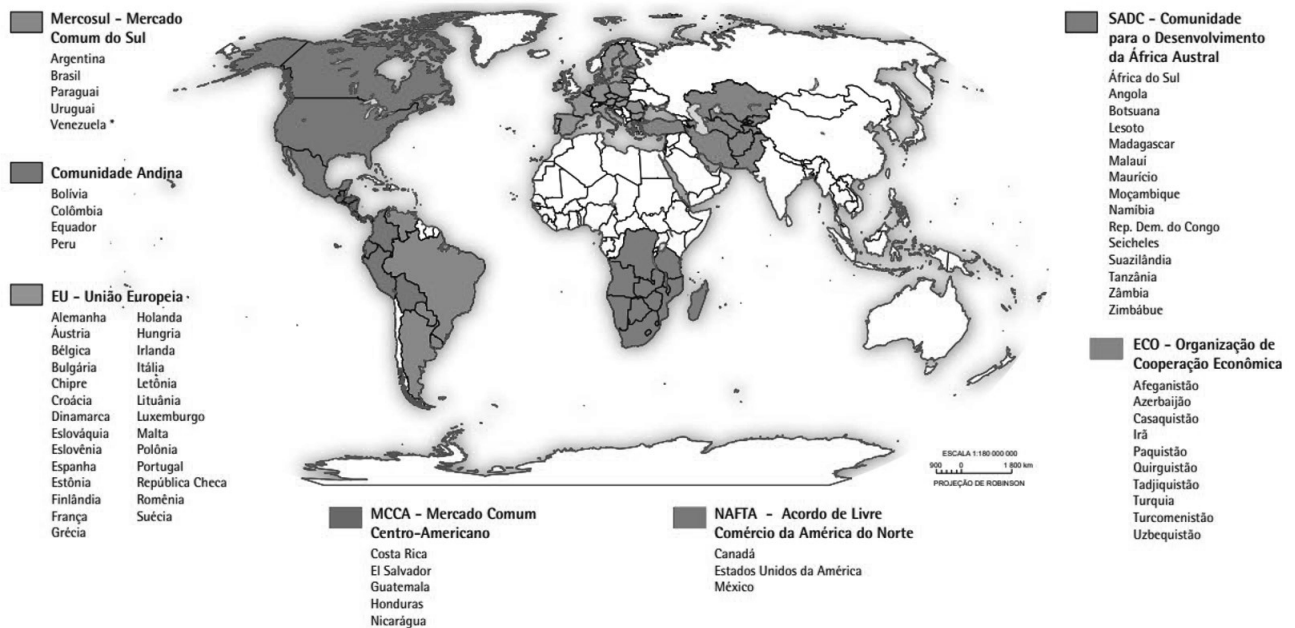 Mercosul - Mercado
Comum do Sul
Argentina
Brasil
Paraguai
Uruguai
Venezuela *
Comunidade Andina
Bolívia
Colômbia
Equador
Peru
EU - União Europeia
Alemanha
Áustria
Bélgica
Bulgária
Chipre
Croácia
Dinamarca
Eslováquia
Eslovênia
Espanha
Estônia
Finlândia
França
Grécia
Holanda
Hungria
Irlanda
Itália
Letônia
Lituânia
Luxemburgo
Malta
Polônia
Portugal
República Checa
Romênia
Suécia
MCCA - Mercado Comum
Centro-Americano
Costa Rica
El Salvador
Guatemala
Honduras
Nicarágua
NAFTA - Acordo de Livre
Comércio da América do Norte
Canadá
Estados Unidos da América
México
ESCALA 1:180 000 000
900 0 1 800 km
PROJEÇÃO DE ROBINSON
SADC - Comunidade
para o Desenvolvimento
da África Austral
África do Sul
Angola
Botsuana
Lesoto
Madagascar
Malauí
Maurício
Moçambique
Namíbia
Rep. Dem. do Congo
Seicheles
Suazilândia
Tanzânia
Zâmbia
Zimbábue
ECO - Organização de
Cooperação Econômica
Afeganistão
Azerbaijão
Casaquistão
Irã
Paquistão
Quirguistão
Tadjiquistão
Turquia
Turcomenistão
Uzbequistão